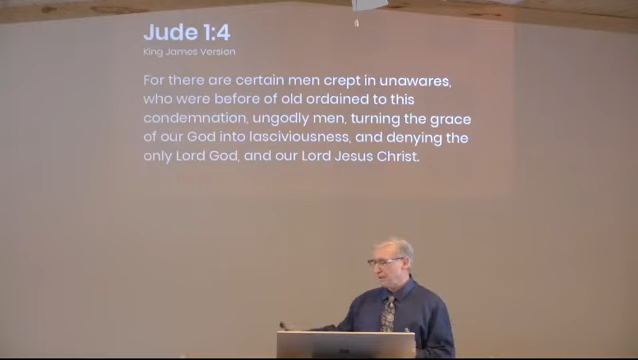 Jude 1:4
King James Version
For there are certain men crept in unawares,
who were before of old ordained to this
condemnation, ungodly men, turning the grace
of our God into lasciviousness, and denying the
only Lord God, and our Lord Jesus Christ.